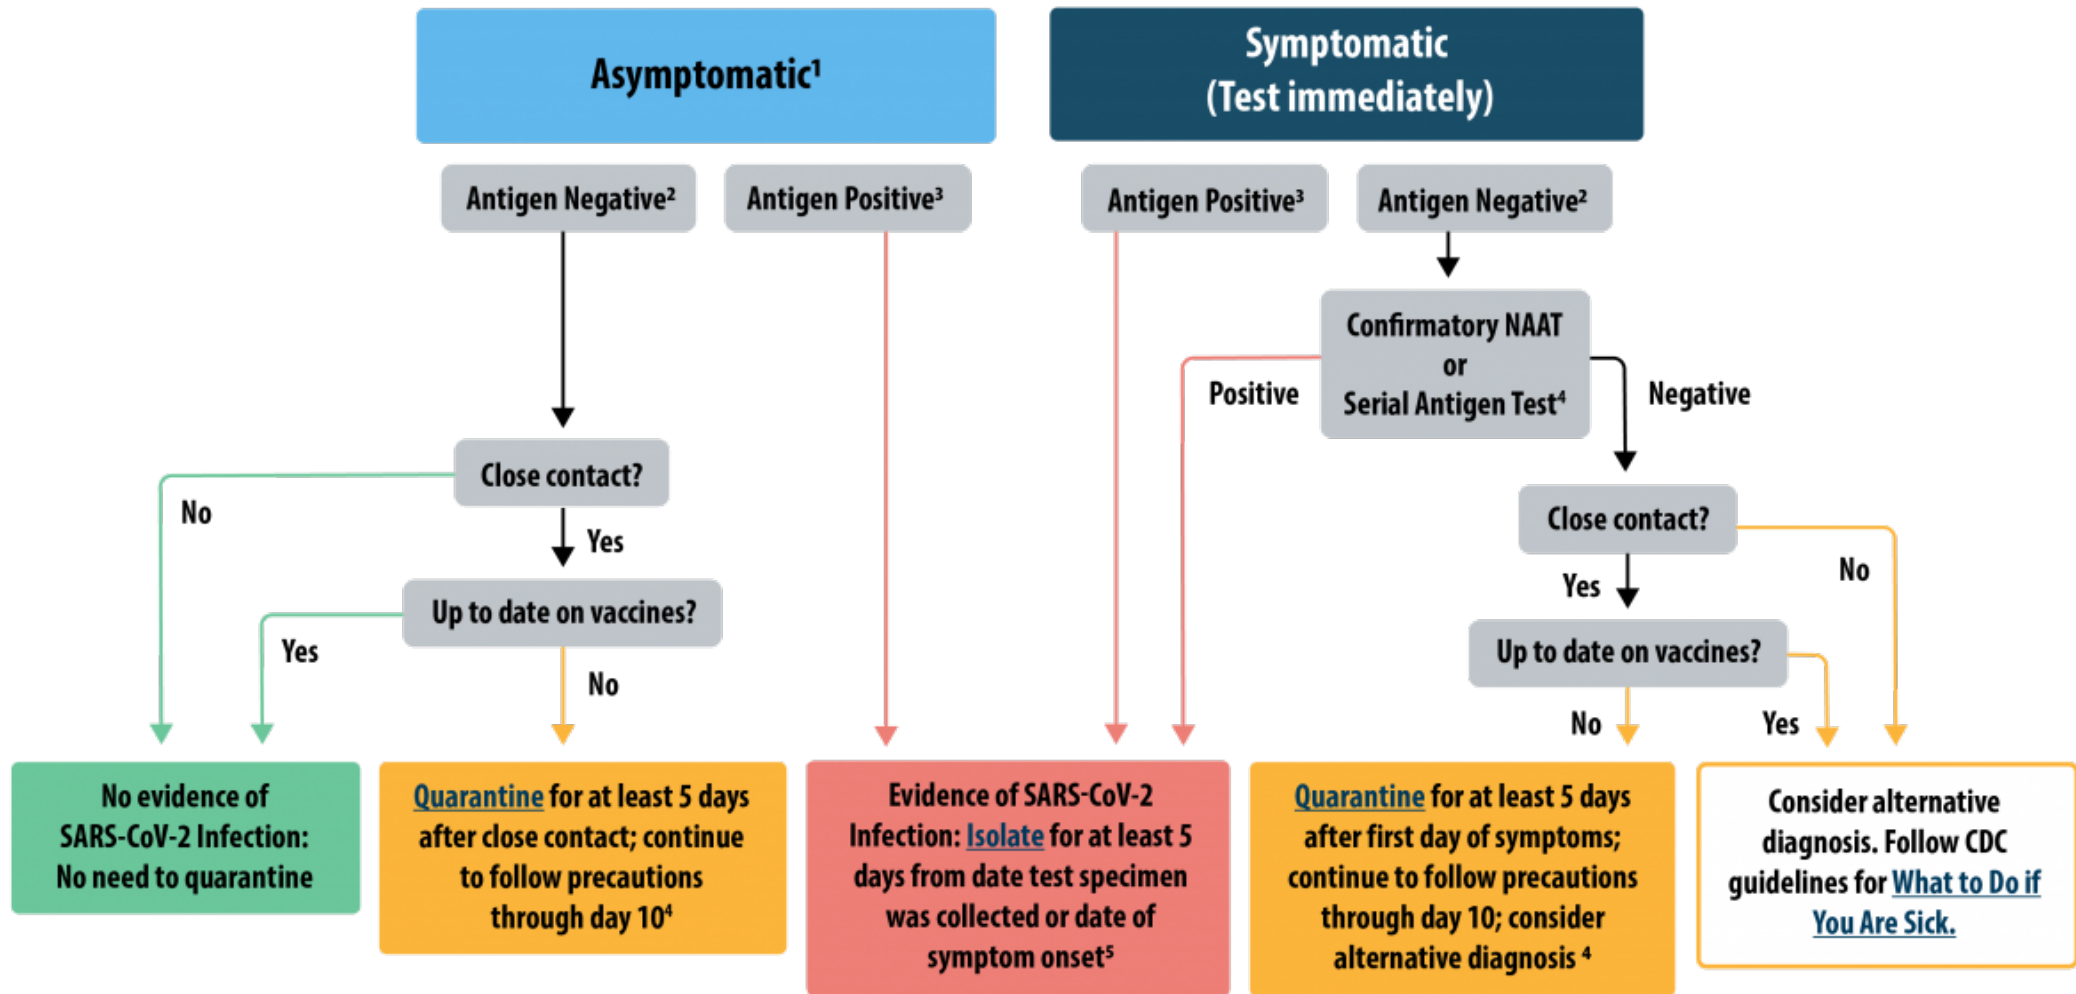 Asymptomatic¹
Symptomatic
(Test immediately)
Antigen Negative²
Antigen Positive³
Antigen Positive³
Antigen Negative²
Confirmatory NAAT
or
Serial Antigen Test⁴
Positive
Negative
Close contact?
No
Yes
Close contact?
Yes
No
Up to date on vaccines?
Yes
No
Up to date on vaccines?
No
Yes
No evidence of
SARS-CoV-2 Infection:
No need to quarantine
Quarantine for at least 5 days
after close contact; continue
to follow precautions
through day 10⁴
Evidence of SARS-CoV-2
Infection: Isolate for at least 5
days from date test specimen
was collected or date of
symptom onset⁵
Quarantine for at least 5 days
after first day of symptoms;
continue to follow precautions
through day 10; consider
alternative diagnosis ⁴
Consider alternative
diagnosis. Follow CDC
guidelines for What to Do if
You Are Sick.